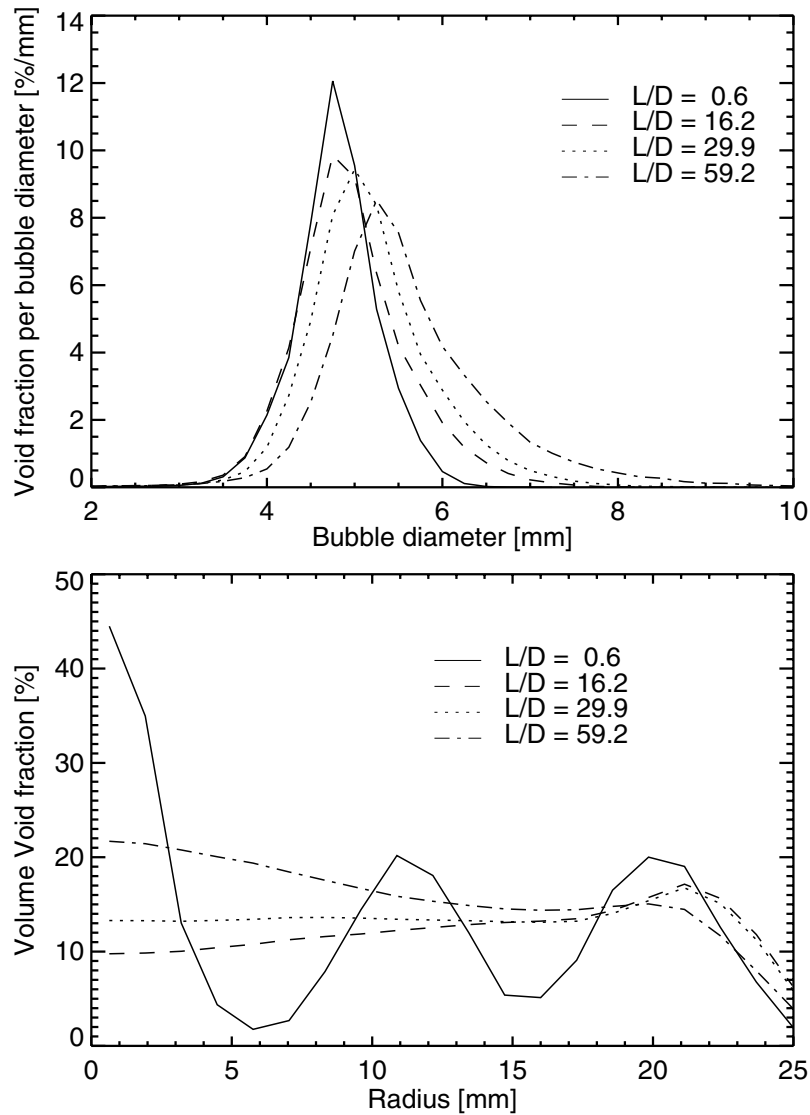 14
12
10
8
6
4
2
0
Void fraction per bubble diameter [%/mm]
L/D = 0.6
L/D = 16.2
L/D = 29.9
L/D = 59.2
2 4 6 8 10
Bubble diameter [mm]
50
40
30
20
10
0
Volume Void fraction [%]
L/D = 0.6
L/D = 16.2
L/D = 29.9
L/D = 59.2
0 5 10 15 20 25
Radius [mm]